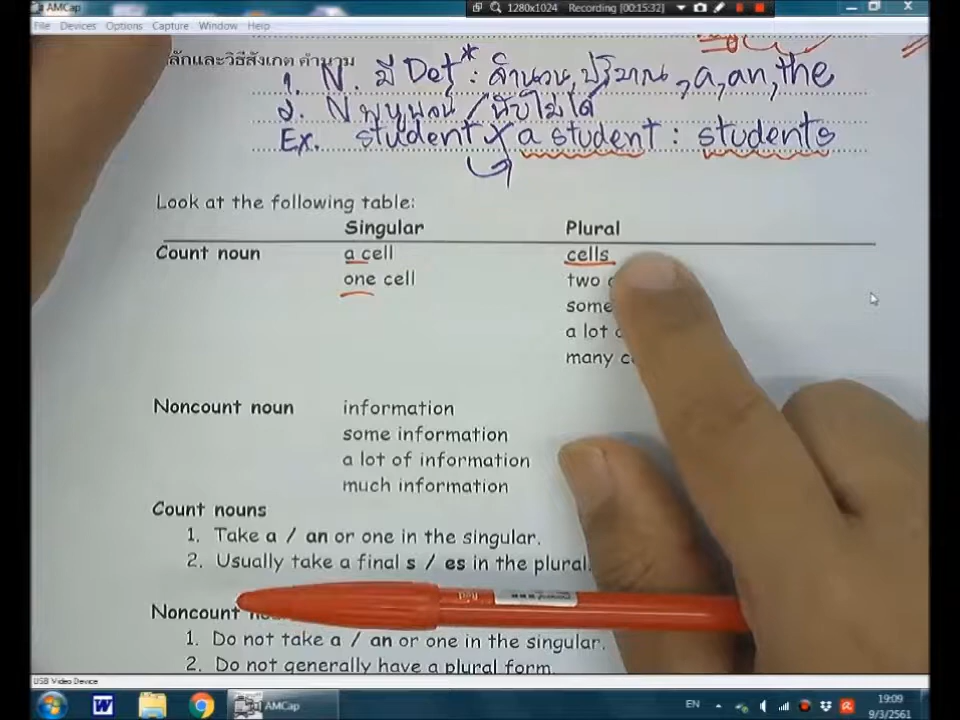 AMCap
1280x1024 Recording [00:15:32]
File Devices Options Capture Window Help
ลักและวิธีสังเกต คำนาม
1. N. มี Det* : จำนวน, ปริมาณ, a, an, the
2. N พหูพจน์ / นับไม่ได้
Ex. student X a student : students
Look at the following table:
Singular Plural
Count noun a cell cells
one cell two
some
a lot
many
Noncount noun information
some information
a lot of information
much information
Count nouns
1. Take a / an or one in the singular.
2. Usually take a final s / es in the plural.
Noncount
1. Do not take a / an or one in the singular.
2. Do not generally have a plural form.
Red
USB Video Device
AMCap
EN
19:09
9/3/2561